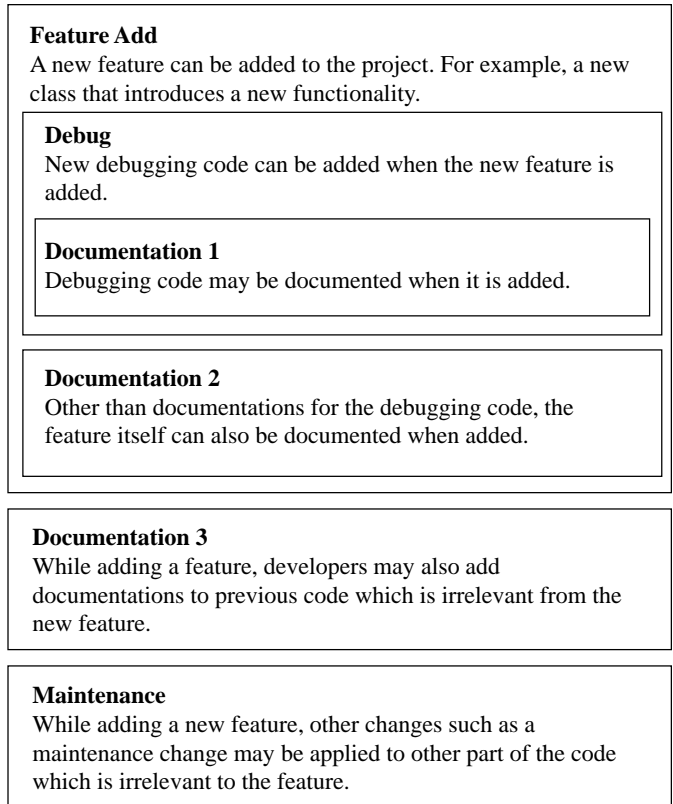 Feature Add
A new feature can be added to the project. For example, a new
class that introduces a new functionality.
Debug
New debugging code can be added when the new feature is
added.
Documentation 1
Debugging code may be documented when it is added.
Documentation 2
Other than documentations for the debugging code, the
feature itself can also be documented when added.
Documentation 3
While adding a feature, developers may also add
documentations to previous code which is irrelevant from the
new feature.
Maintenance
While adding a new feature, other changes such as a
maintenance change may be applied to other part of the code
which is irrelevant to the feature.